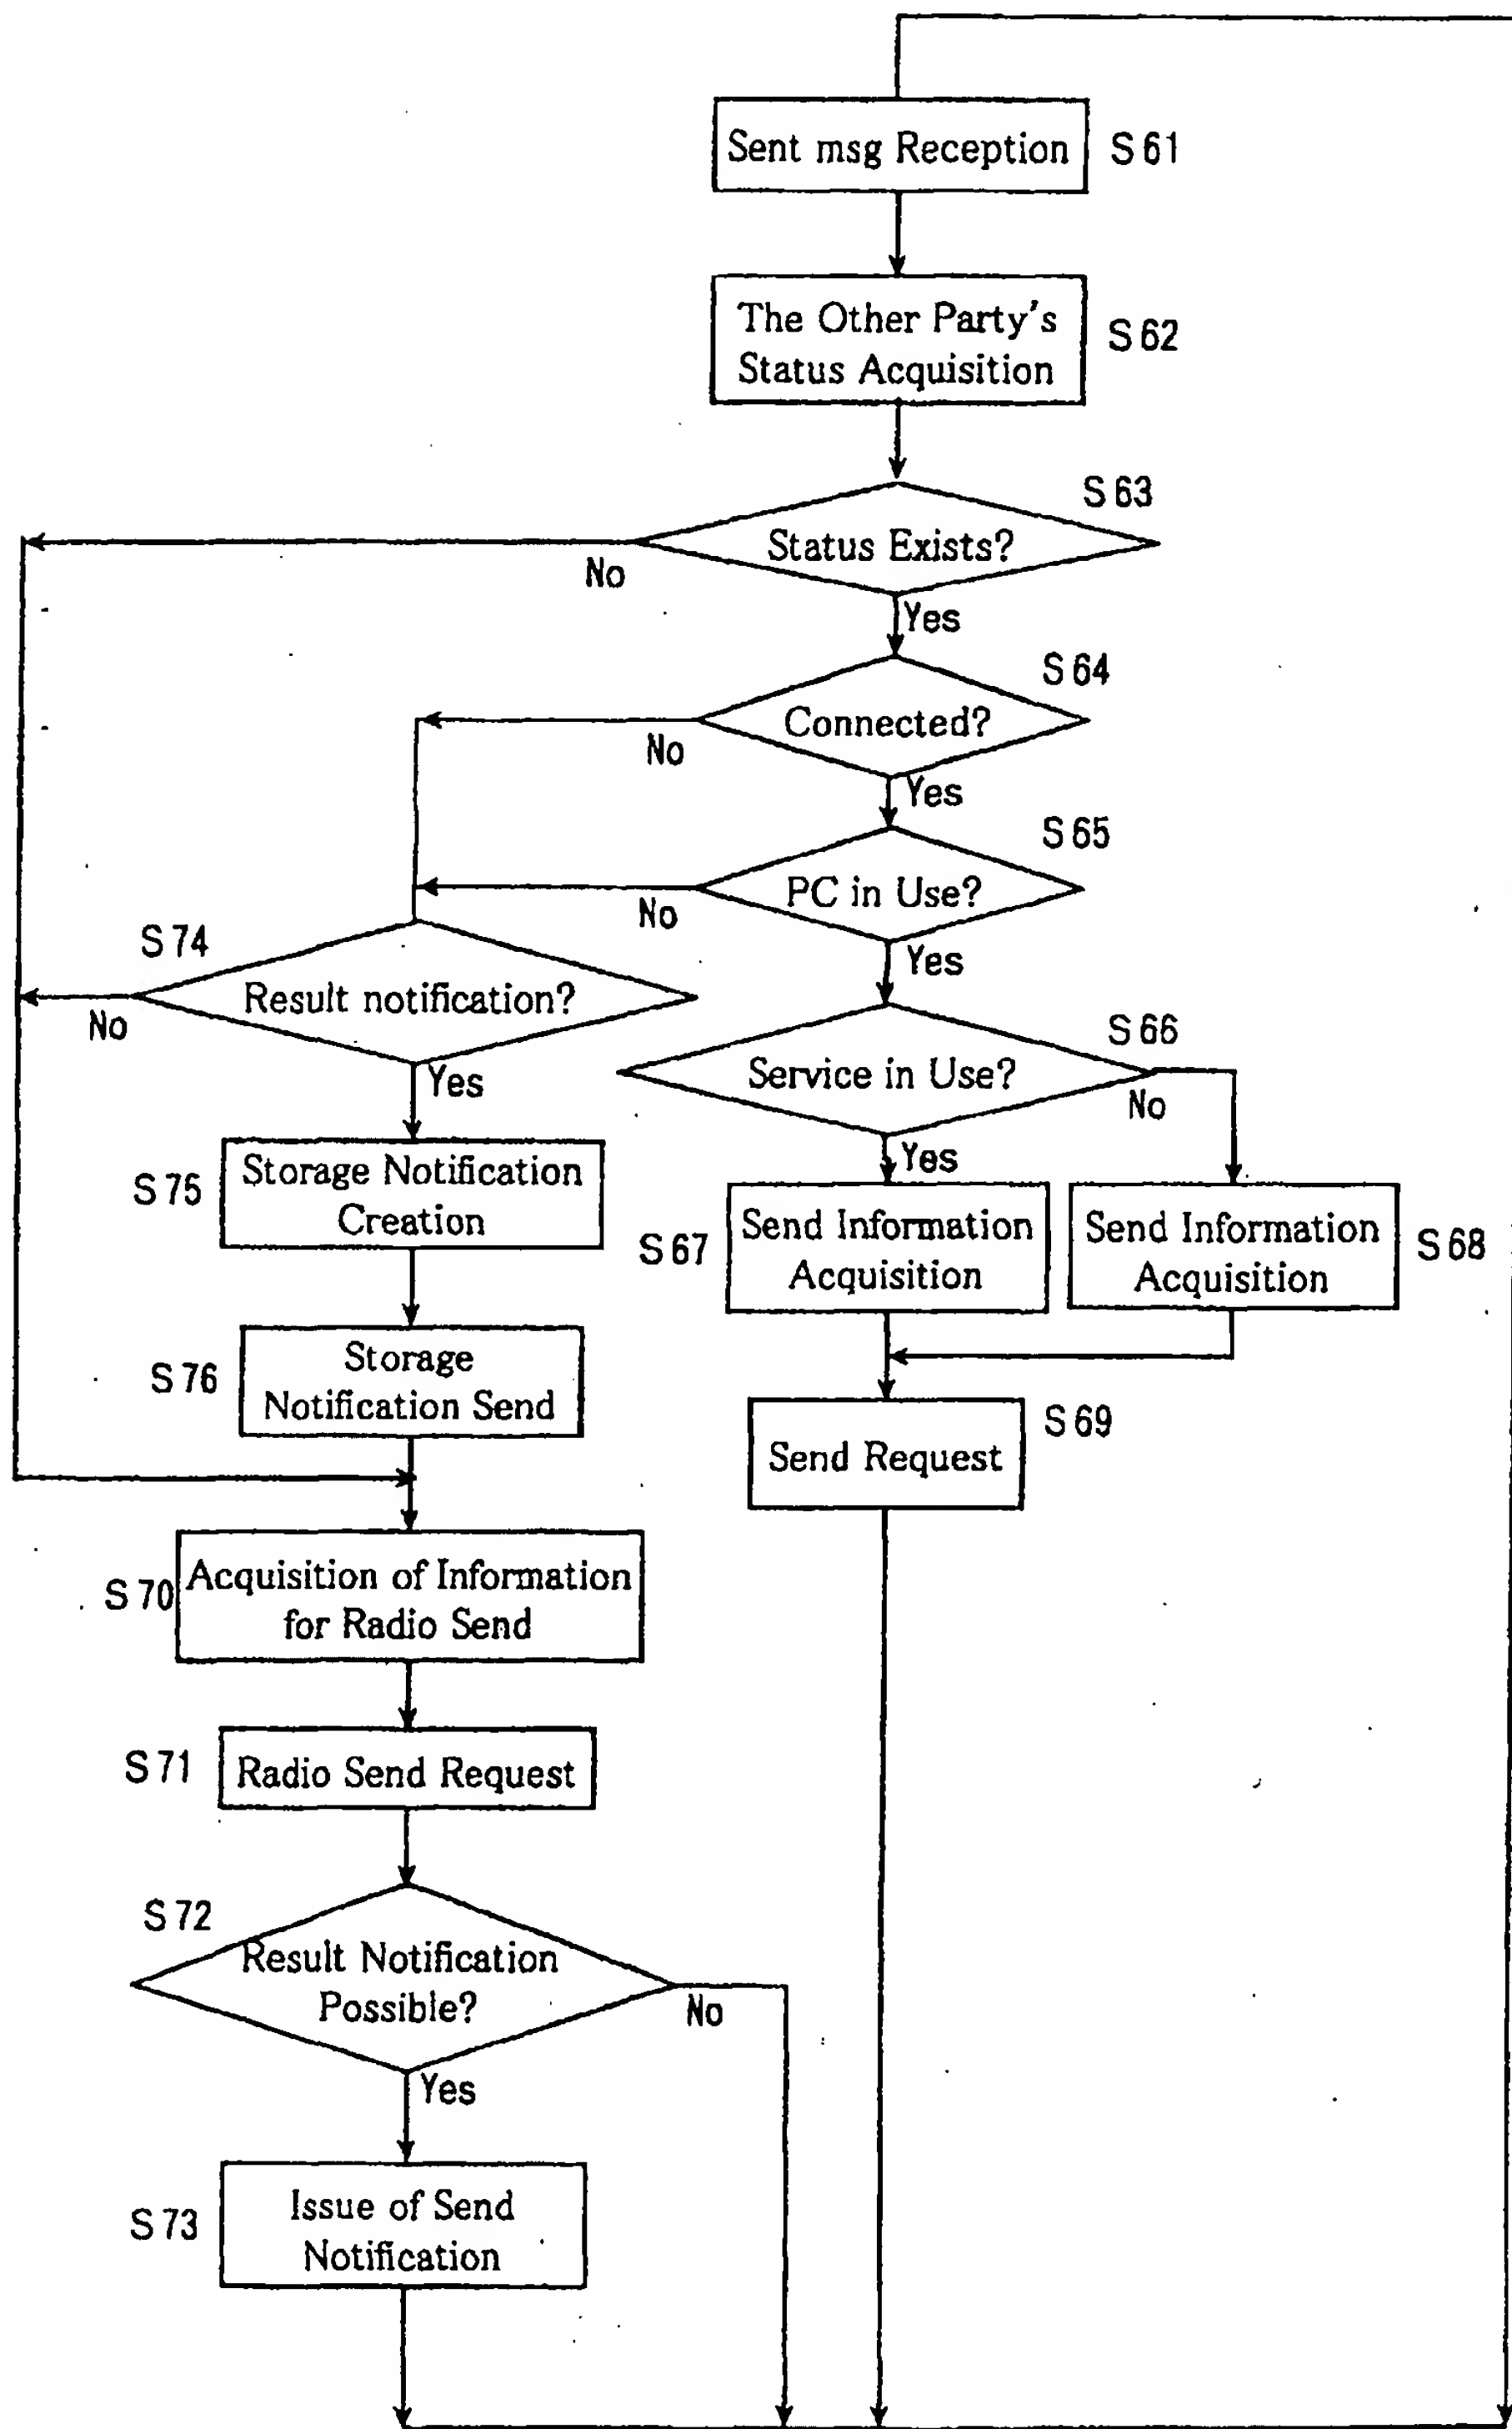 Sent msg Reception
S61
The Other Party's
Status Acquisition
S62
S63
Status Exists?
No
Yes
S64
Connected?
No
Yes
S65
PC in Use?
No
Yes
S74
Result notification?
No
Yes
S66
Service in Use?
No
Yes
S75
Storage Notification
Creation
S67
Send Information
Acquisition
Send Information
Acquisition
S68
S76
Storage
Notification Send
S69
Send Request
S70
Acquisition of Information
for Radio Send
S71
Radio Send Request
S72
Result Notification
Possible?
No
Yes
S73
Issue of Send
Notification